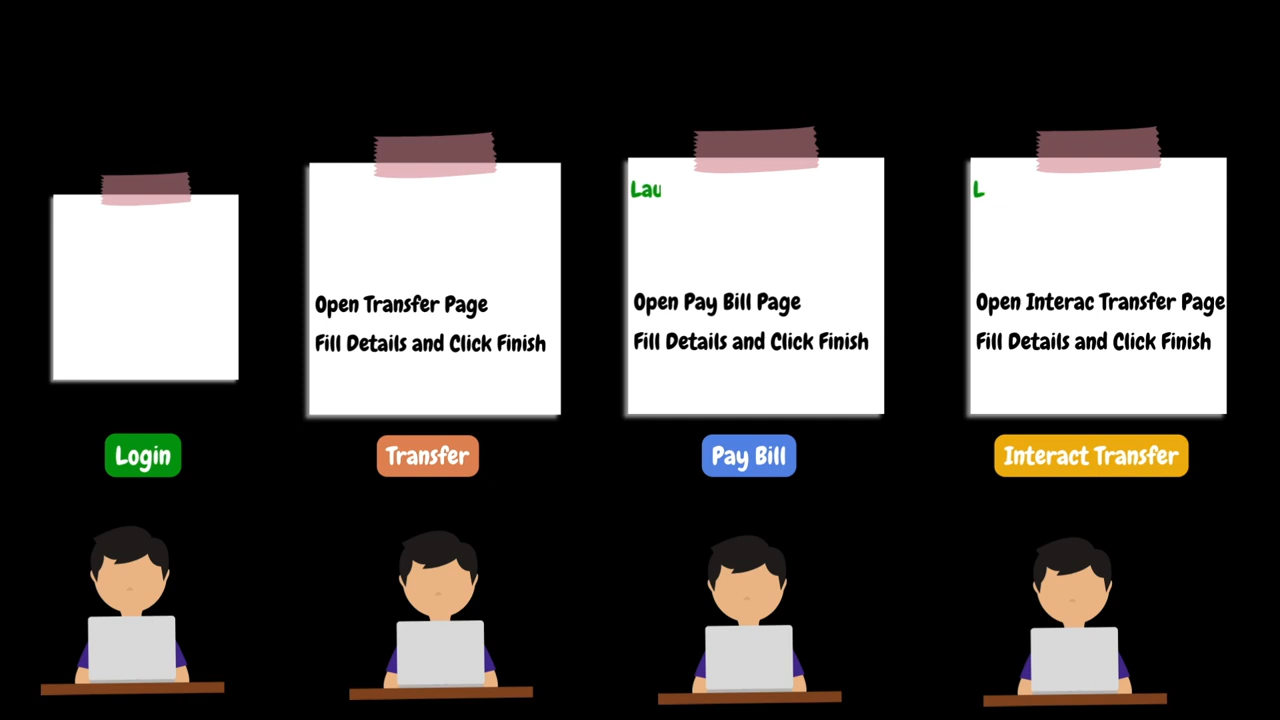 Lau
L
Open Transfer Page
Fill Details and Click Finish
Open Pay Bill Page
Fill Details and Click Finish
Open Interac Transfer Page
Fill Details and Click Finish
Login
Transfer
Pay Bill
Interact Transfer